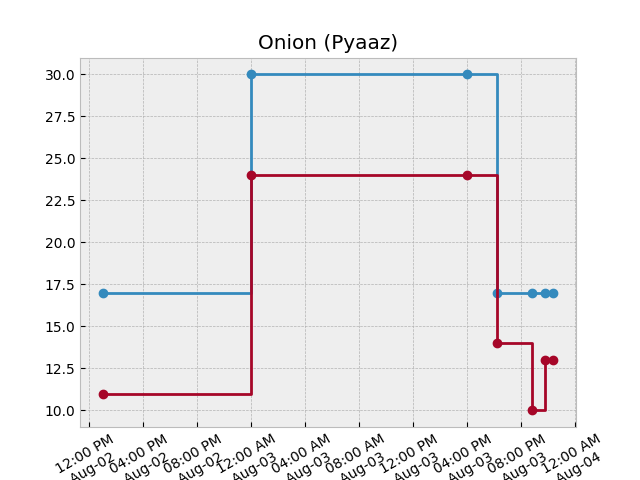 Onion (Pyaaz)
30.0
27.5
25.0
22.5
20.0
17.5
15.0
12.5
10.0
12:00 PM
Aug-02
04:00 PM
Aug-02
08:00 PM
Aug-02
12:00 AM
Aug-03
04:00 AM
Aug-03
08:00 AM
Aug-03
12:00 PM
Aug-03
04:00 PM
Aug-03
08:00 PM
Aug-03
12:00 AM
Aug-04